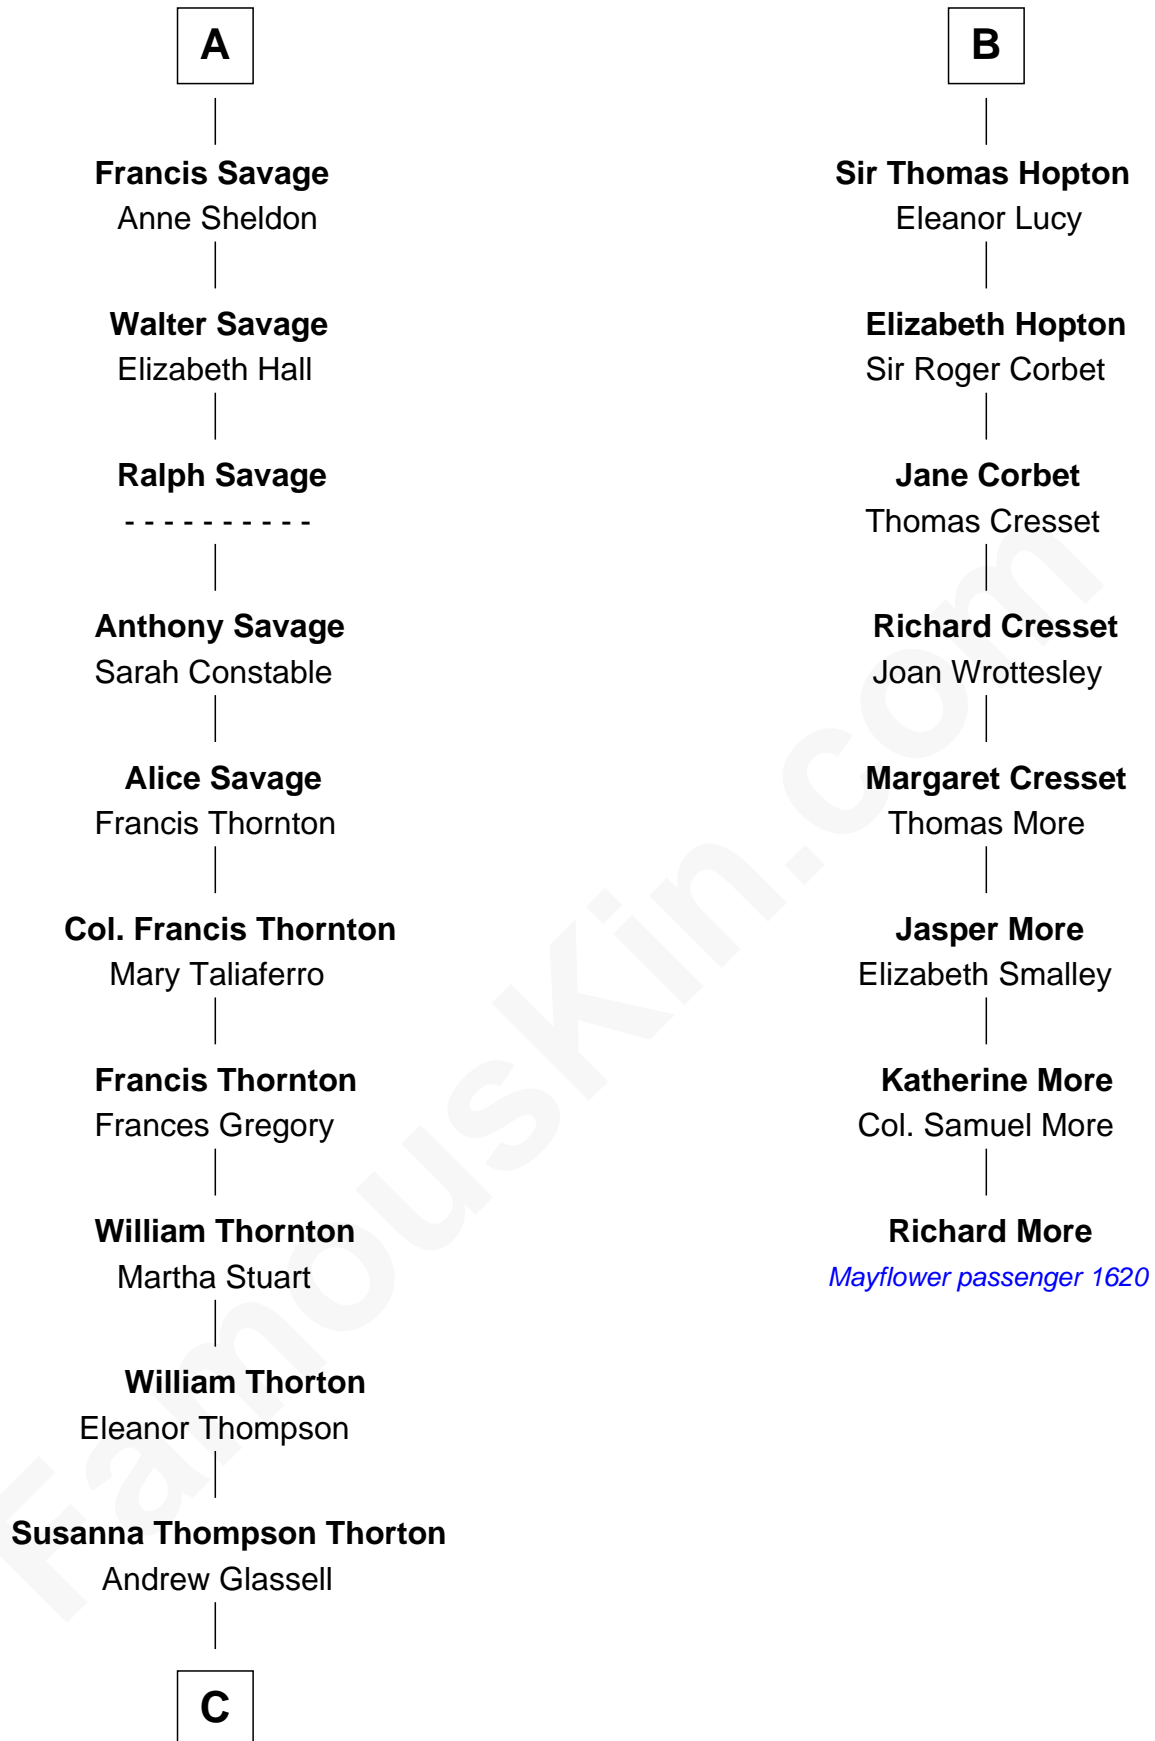 A
Francis Savage
Anne Sheldon
Walter Savage
Elizabeth Hall
Ralph Savage
- - - - - - - - - -
Anthony Savage
Sarah Constable
Alice Savage
Francis Thornton
Col. Francis Thornton
Mary Taliaferro
Francis Thornton
Frances Gregory
William Thornton
Martha Stuart
William Thorton
Eleanor Thompson
Susanna Thompson Thorton
Andrew Glassell
C
B
Sir Thomas Hopton
Eleanor Lucy
Elizabeth Hopton
Sir Roger Corbet
Jane Corbet
Thomas Cresset
Richard Cresset
Joan Wrottesley
Margaret Cresset
Thomas More
Jasper More
Elizabeth Smalley
Katherine More
Col. Samuel More
Richard More
Mayflower passenger 1620
FamousKin.com